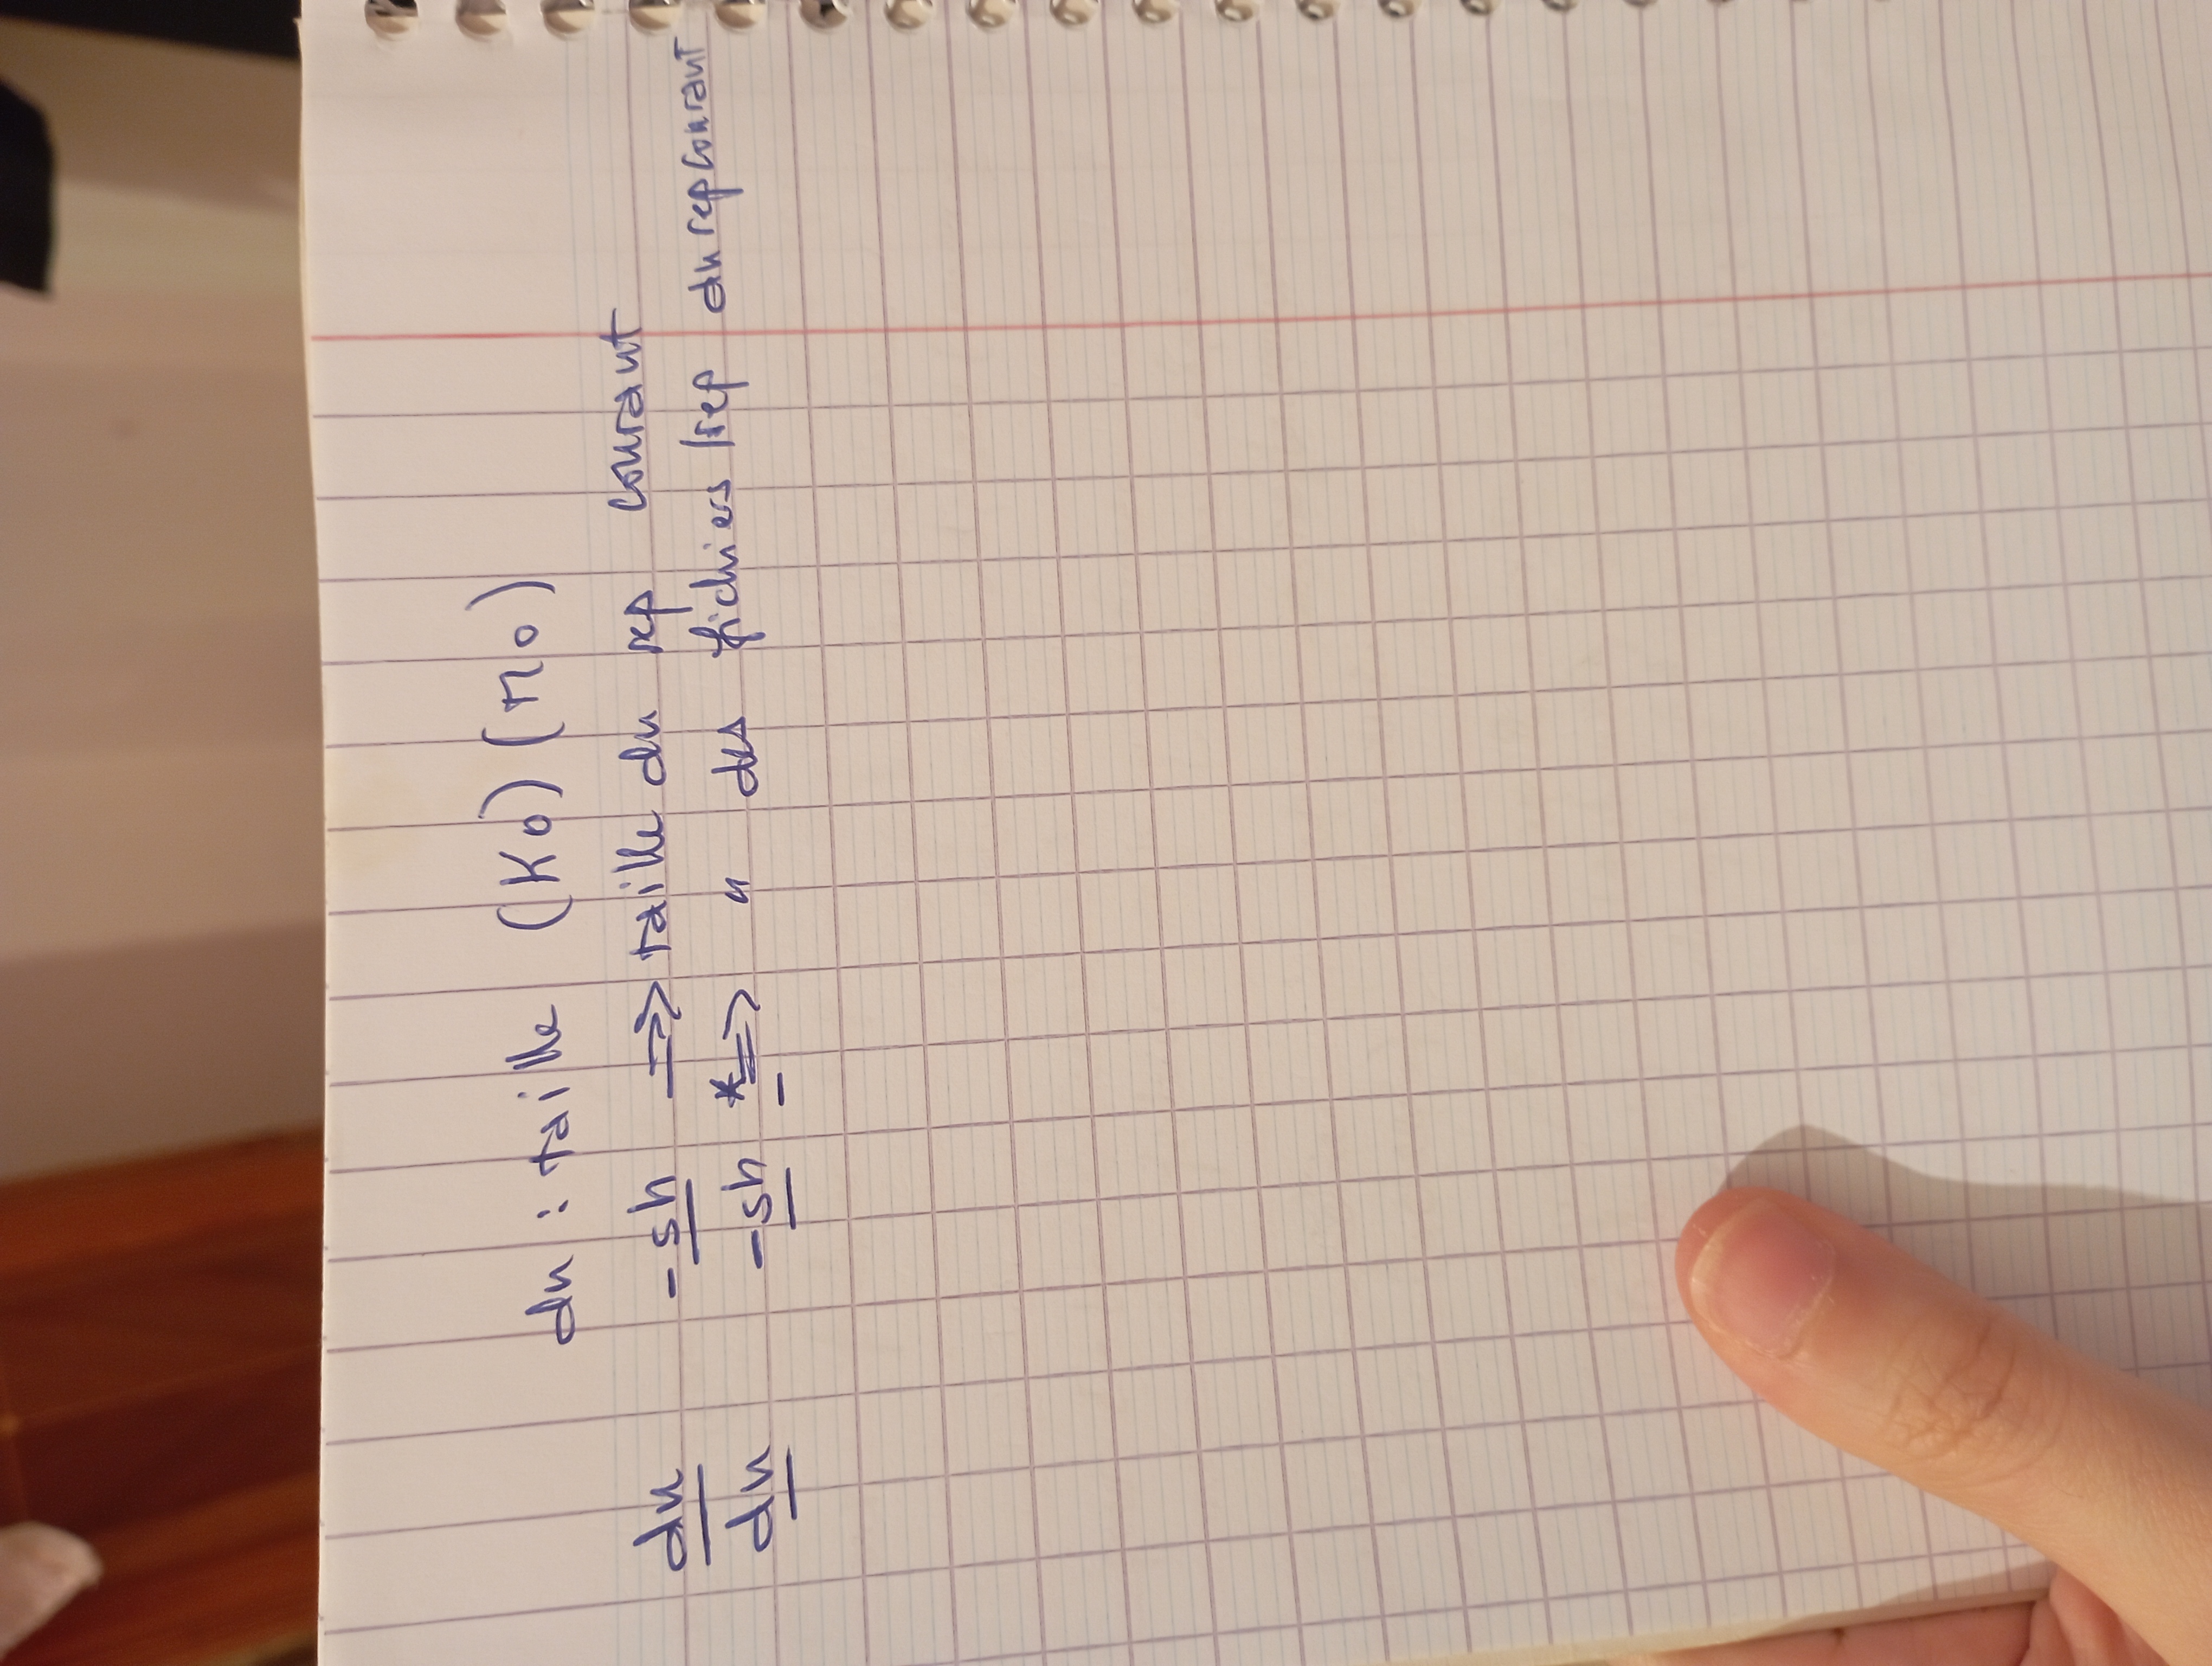 du : taille (Ko) (Mo)
du -sh => taille du rep courant
du -sh * => " des fichiers/rep du rep courant